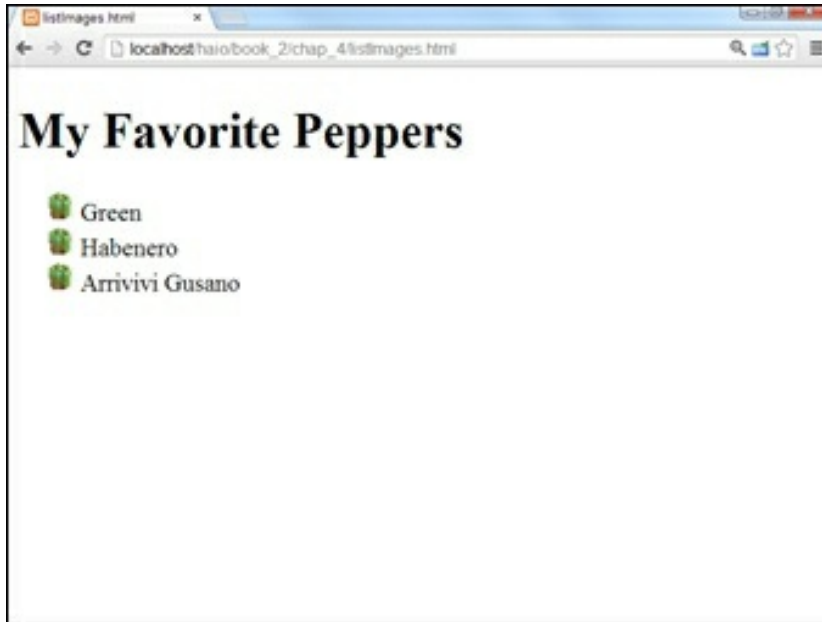 listImages.html
localhost/haio/book_2/chap_4/listImages.html
My Favorite Peppers
Green
Habenero
Arrivivi Gusano